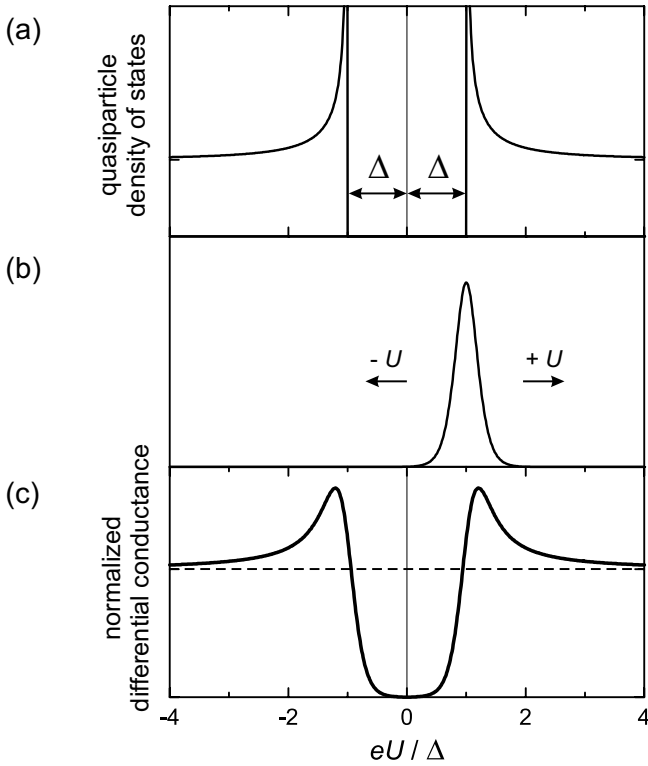 (a)
quasiparticle
density of states
Δ Δ
(b)
- U + U
(c)
normalized
differential conductance
-4 -2 0 2 4
eU / Δ